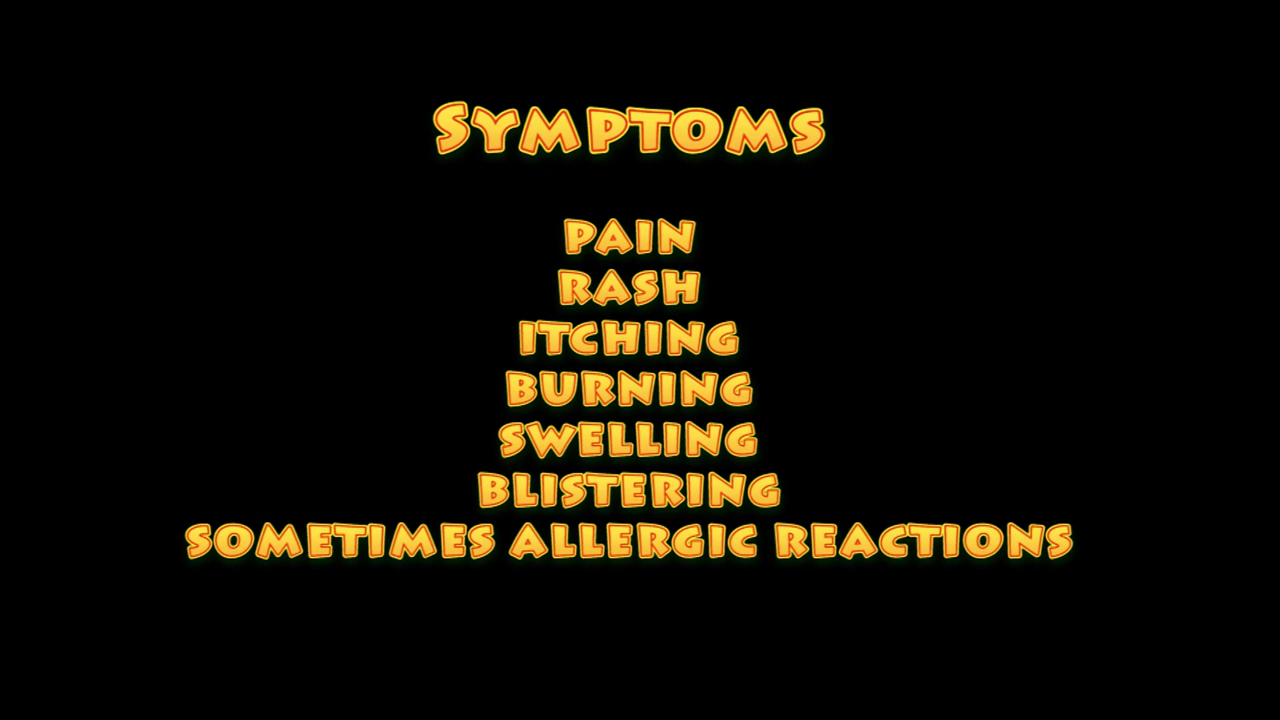 Symptoms
PAIN
RASH
ITCHING
BURNING
SWELLING
BLISTERING
SOMETIMES ALLERGIC REACTIONS